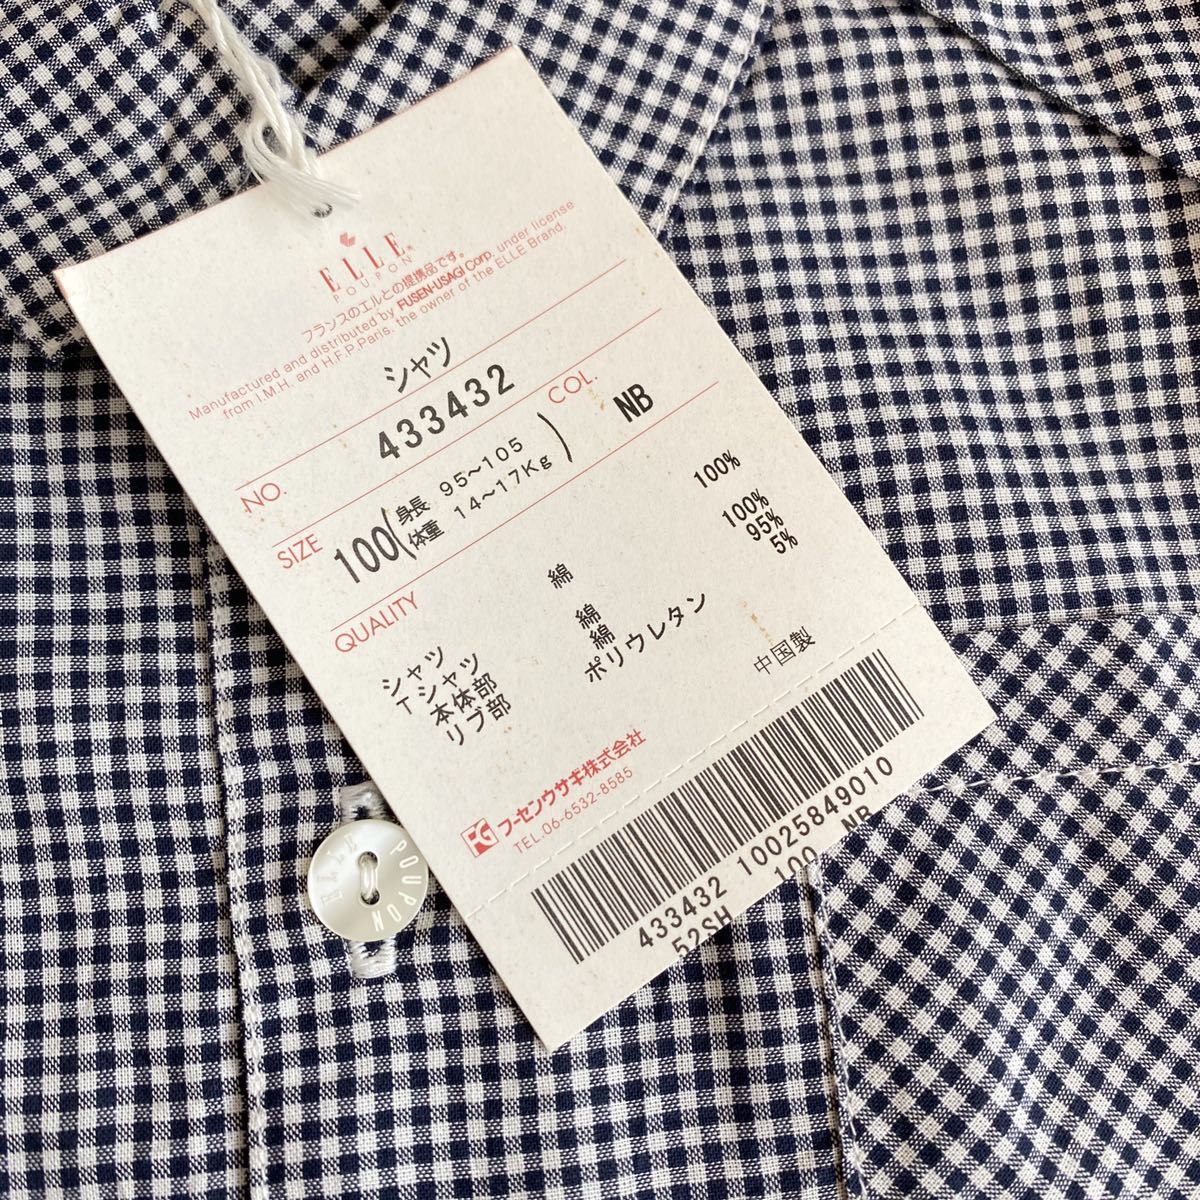 ELLE
POUPON
フランスのエルとの提携品です。
Manufactured and distributed by FUSEN-USAGI Corp. under license
from I.M.H. and H.F.P.Paris, the owner of the ELLE Brand.
シャツ
NO. 433432
SIZE 100(身長 95～105 体重 14～17Kg) COL. NB
QUALITY
シャツ 綿 100%
Tシャツ
本体部 綿 100%
リブ部 綿 95%
ポリウレタン 5%
中国製
フーセンウサギ株式会社
TEL.06-6532-8585
433432 10025849010
52SH 100 NB
ELLE POUPON